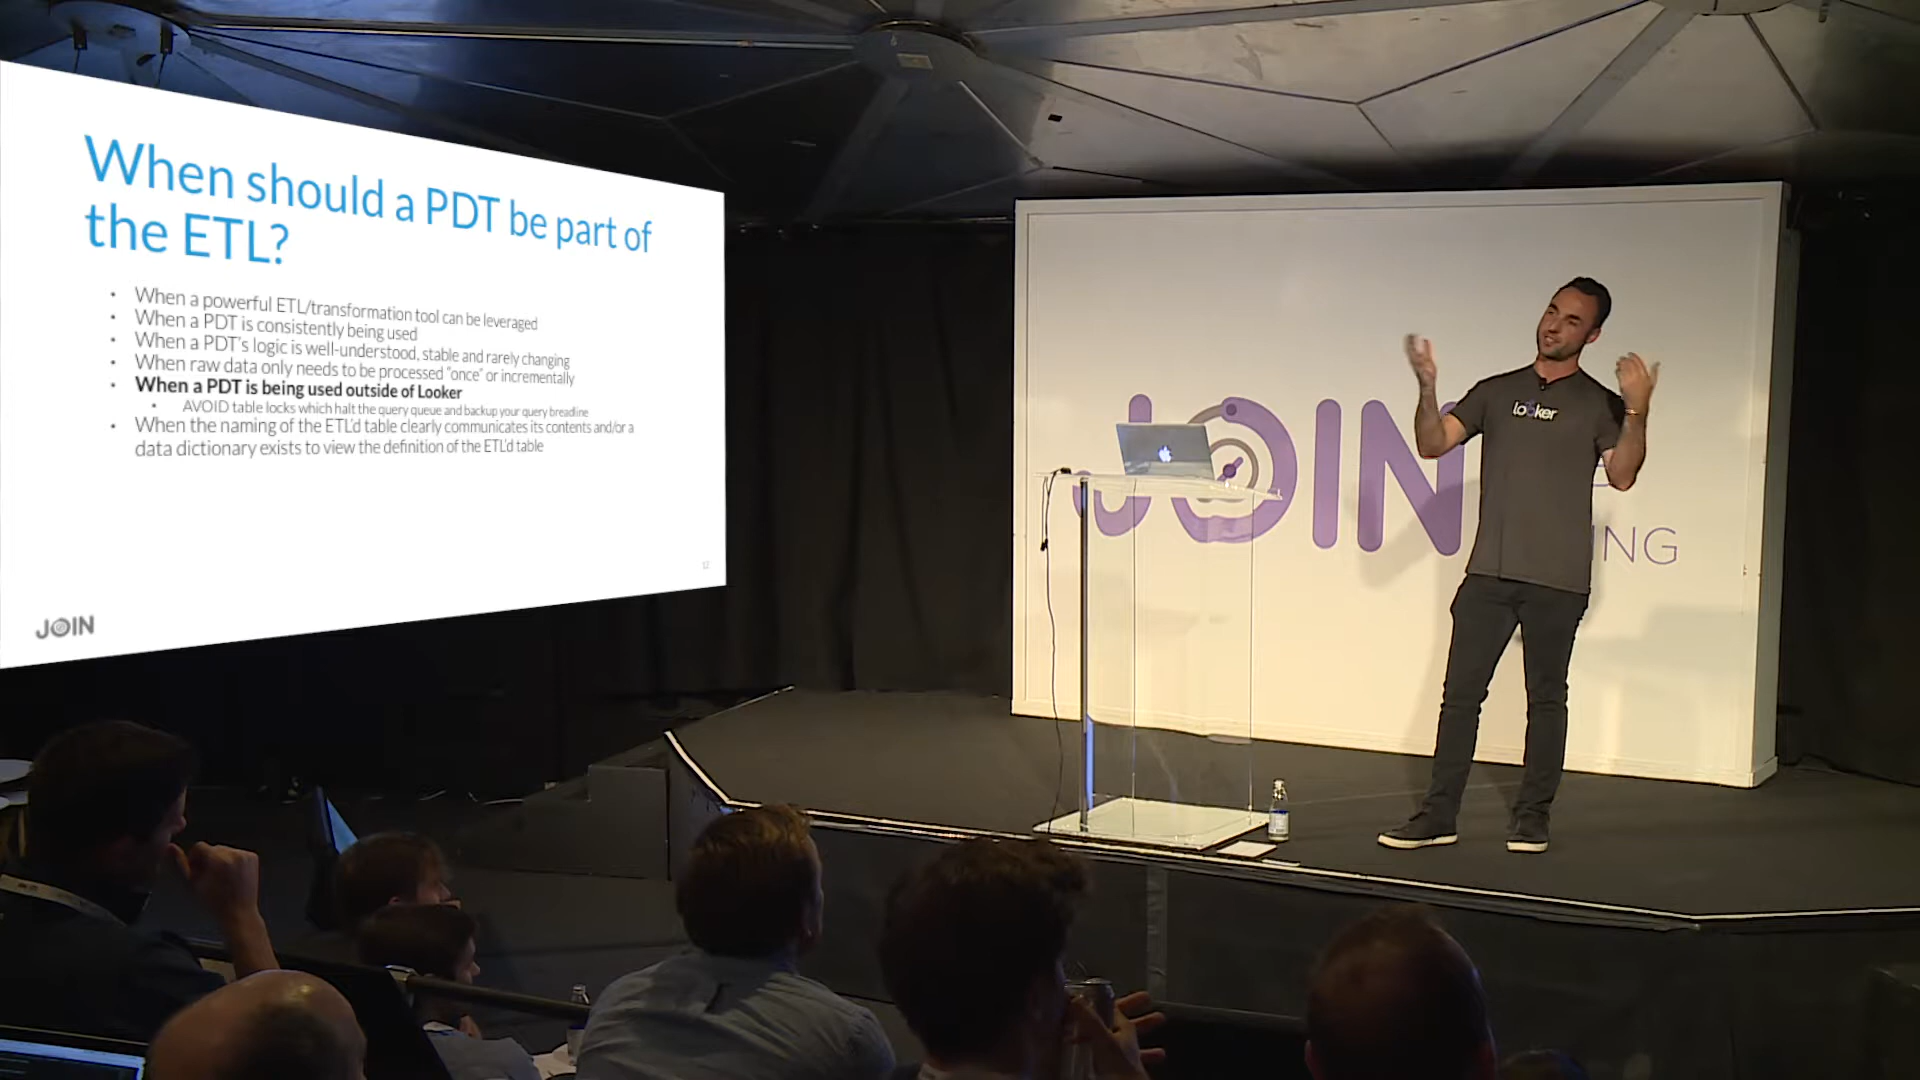 When should a PDT be part of
the ETL?
• When a powerful ETL/transformation tool can be leveraged
• When a PDT is consistently being used
• When a PDT's logic is well-understood, stable and rarely changing
• When raw data only needs to be processed "once" or incrementally
• When a PDT is being used outside of Looker
• AVOID table locks which halt the query queue and backup your query breadline
• When the naming of the ETL'd table clearly communicates its contents and/or a
data dictionary exists to view the definition of the ETL'd table
12
JOIN
looker
JOIN
ING